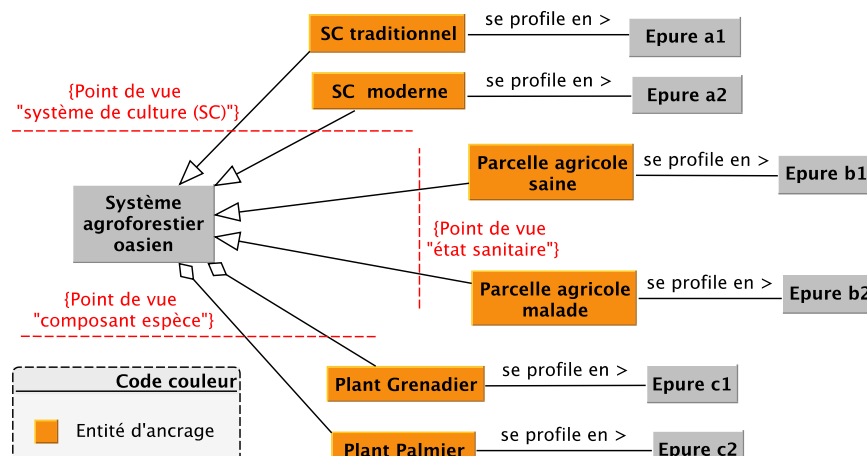 SC traditionnel
se profile en >
Epure a1
SC moderne
se profile en >
Epure a2
{Point de vue
"système de culture (SC)"}
Parcelle agricole
saine
se profile en >
Epure b1
Système
agroforestier
oasien
{Point de vue
"état sanitaire"}
Parcelle agricole
malade
se profile en >
Epure b2
{Point de vue
"composant espèce"}
Plant Grenadier
se profile en >
Epure c1
Plant Palmier
se profile en >
Epure c2
Code couleur
Entité d'ancrage